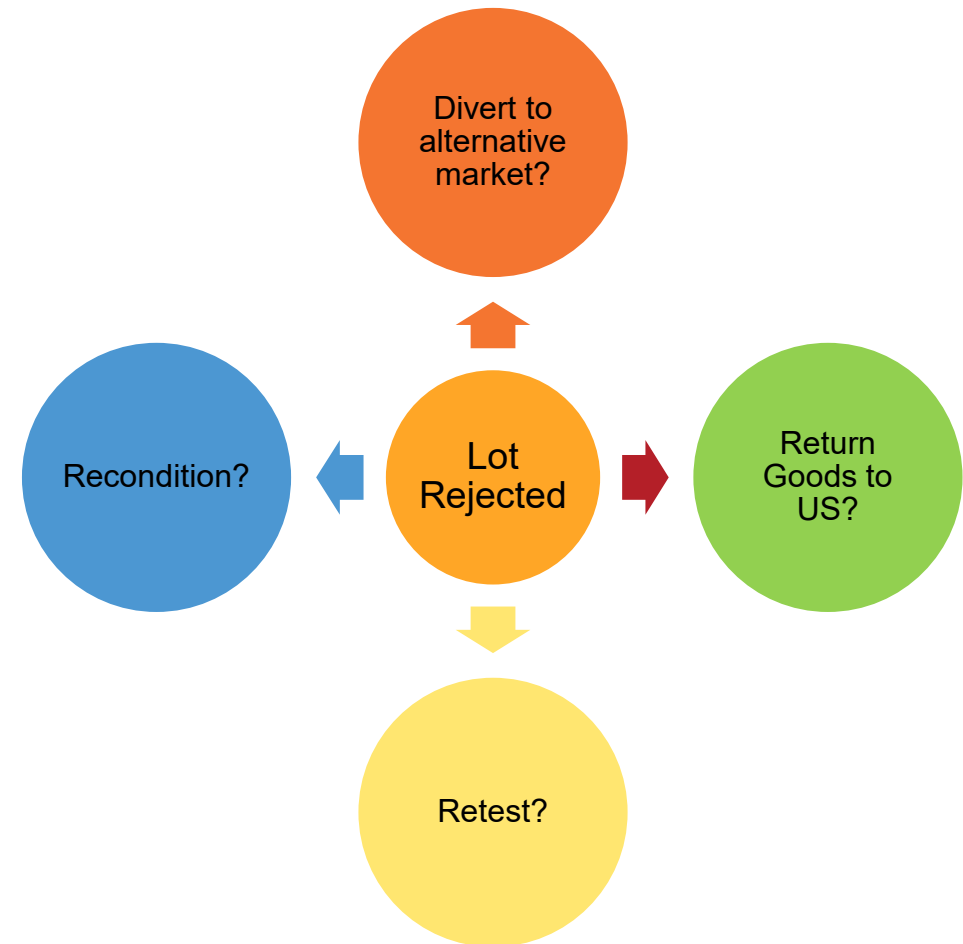 Divert to
alternative
market?
Recondition?
Lot
Rejected
Return
Goods to
US?
Retest?